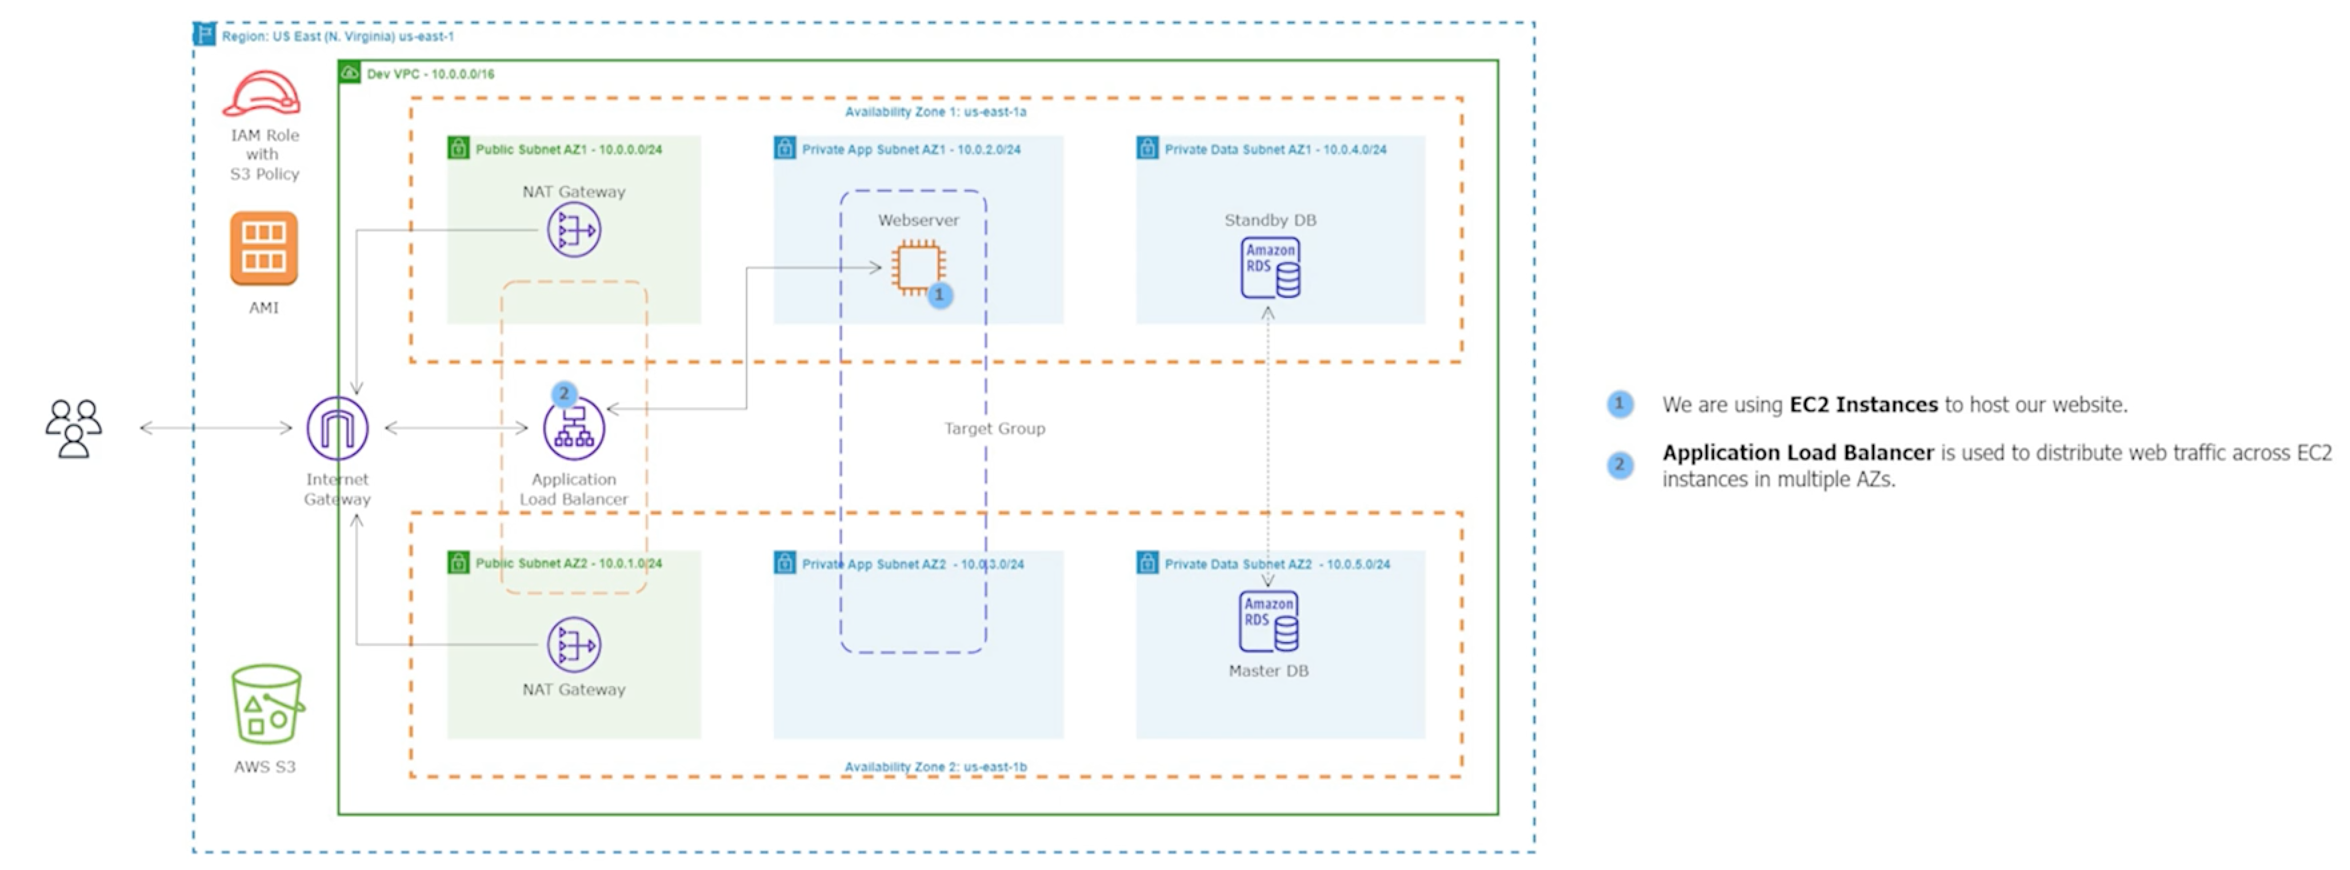 Region: US East (N. Virginia) us-east-1
Dev VPC - 10.0.0.0/16
IAM Role
with
S3 Policy
AMI
AWS S3
Availability Zone 1: us-east-1a
Public Subnet AZ1 - 10.0.0.0/24
NAT Gateway
Private App Subnet AZ1 - 10.0.2.0/24
Webserver
1
Private Data Subnet AZ1 - 10.0.4.0/24
Standby DB
Amazon
RDS
Internet
Gateway
2
Application
Load Balancer
Target Group
Public Subnet AZ2 - 10.0.1.0/24
NAT Gateway
Private App Subnet AZ2 - 10.0.3.0/24
Private Data Subnet AZ2 - 10.0.5.0/24
Amazon
RDS
Master DB
Availability Zone 2: us-east-1b
1 We are using EC2 Instances to host our website.
2 Application Load Balancer is used to distribute web traffic across EC2
instances in multiple AZs.